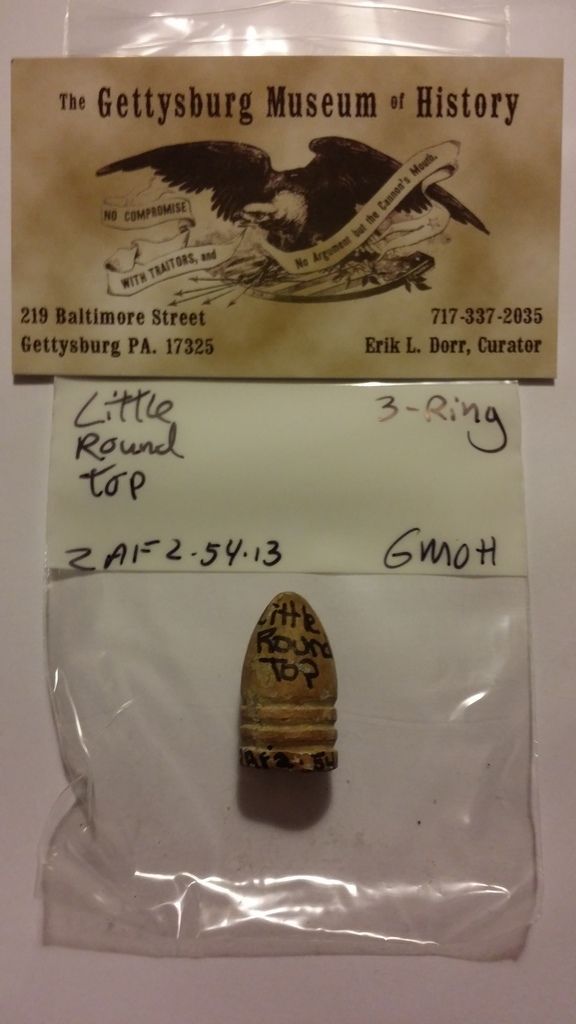 The Gettysburg Museum of History
NO COMPROMISE
WITH TRAITORS, and
No Argument but the Cannon's Mouth.
219 Baltimore Street
Gettysburg PA. 17325
717-337-2035
Erik L. Dorr, Curator
Little
Round
Top
3-Ring
ZAF2-54.13
GMOH
Little
Round
Top